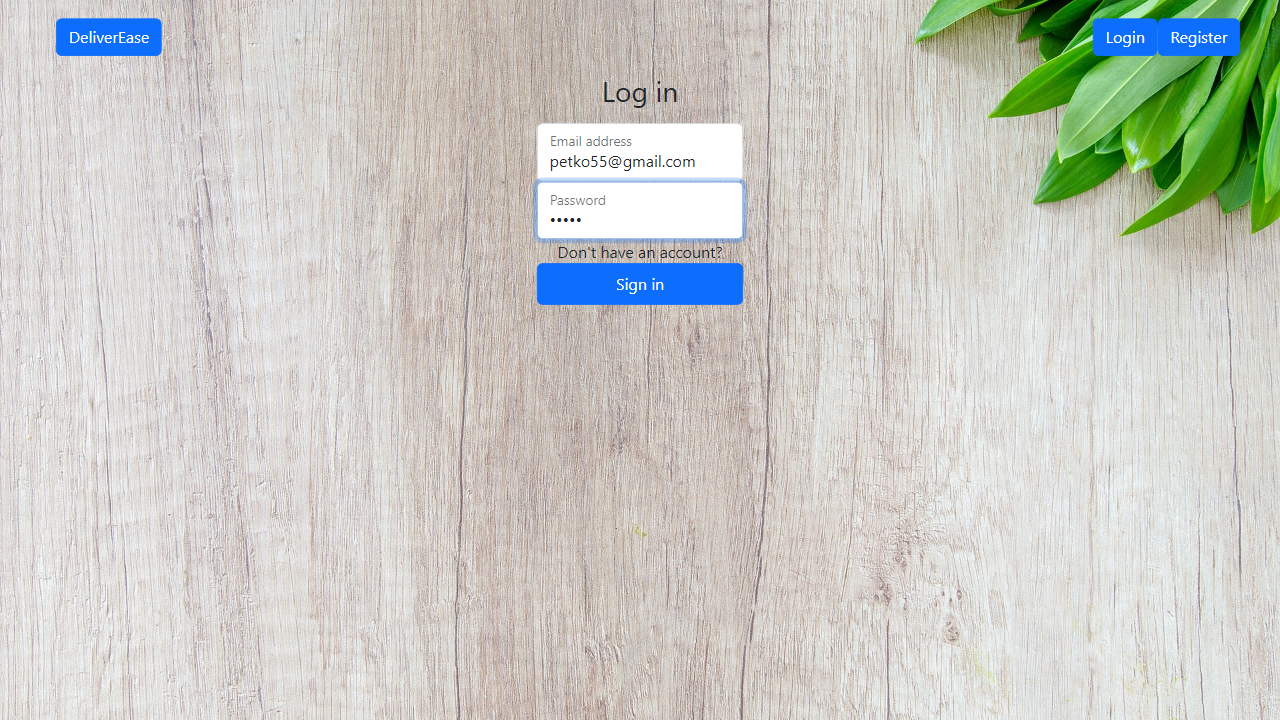 DeliverEase
Login
Register
Log in
Email address
petko55@gmail.com
Password
•••••
Don't have an account?
Sign in